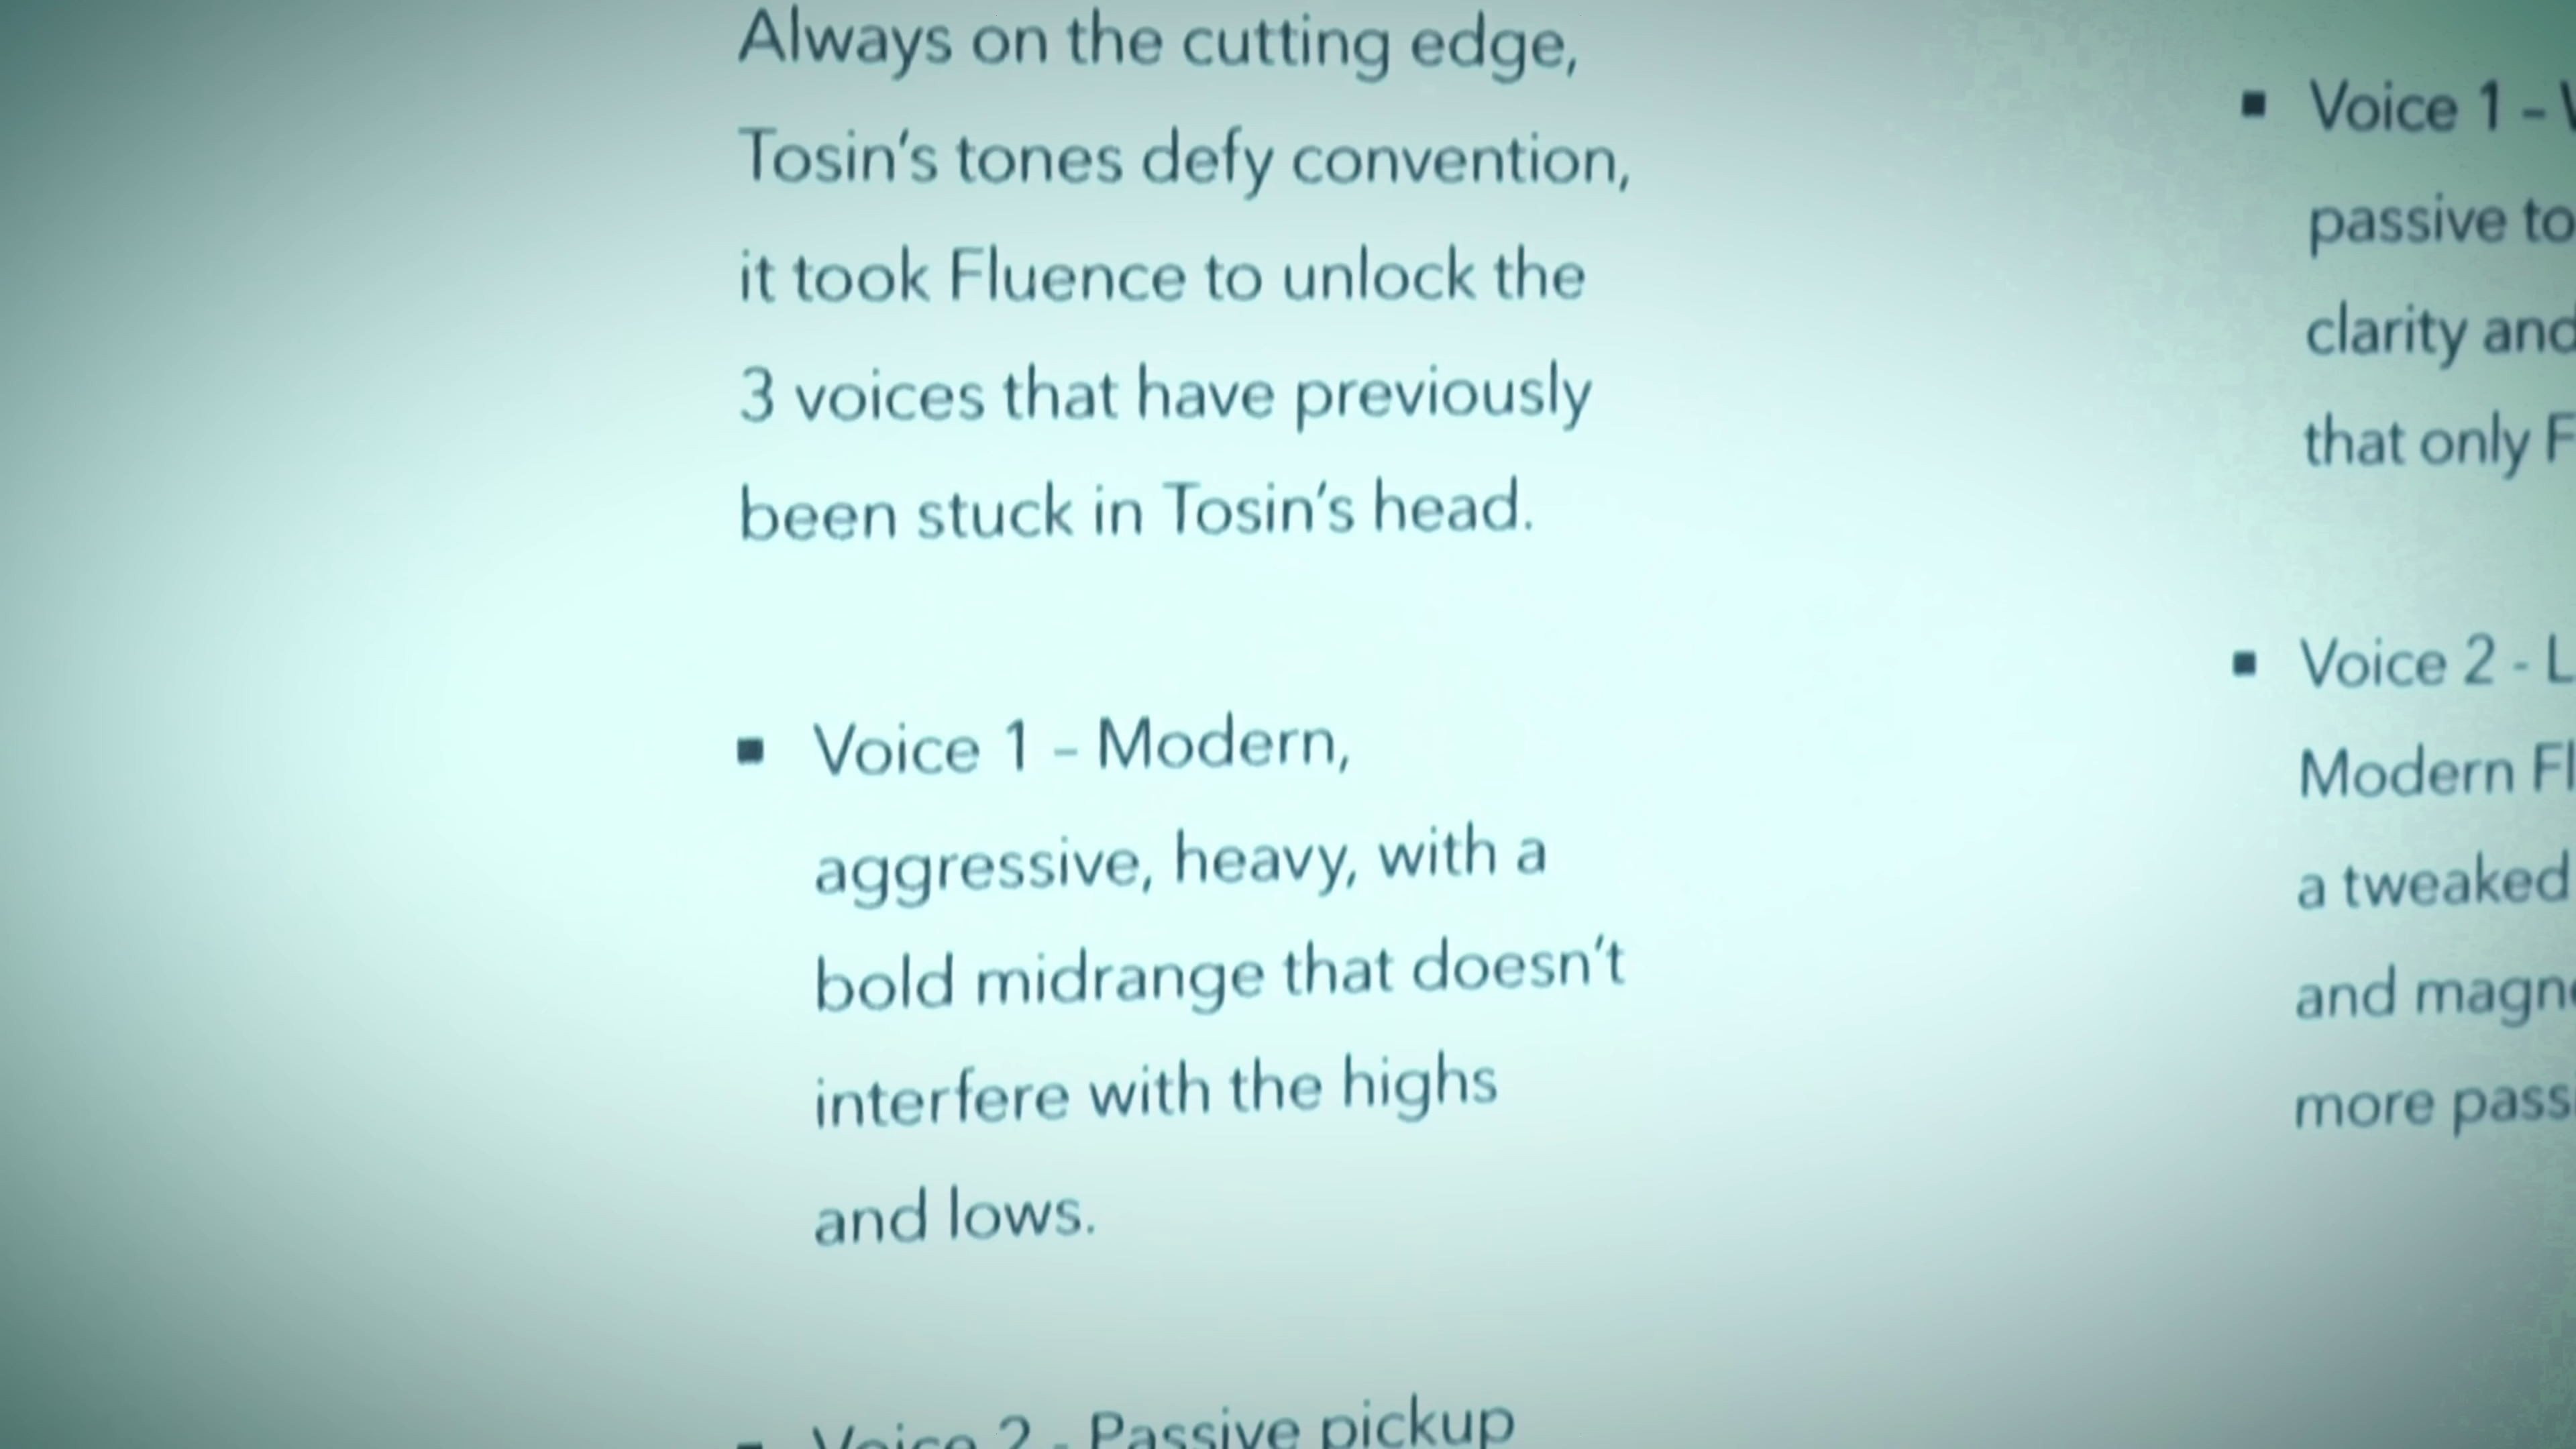 Always on the cutting edge,
Tosin's tones defy convention,
it took Fluence to unlock the
3 voices that have previously
been stuck in Tosin's head.
▪ Voice 1 – Modern,
aggressive, heavy, with a
bold midrange that doesn't
interfere with the highs
and lows.
Voice 2 - Passive pickup
▪ Voice 1 –
passive
clarity and
that only
▪ Voice 2 -
Modern
a tweaked
and
more